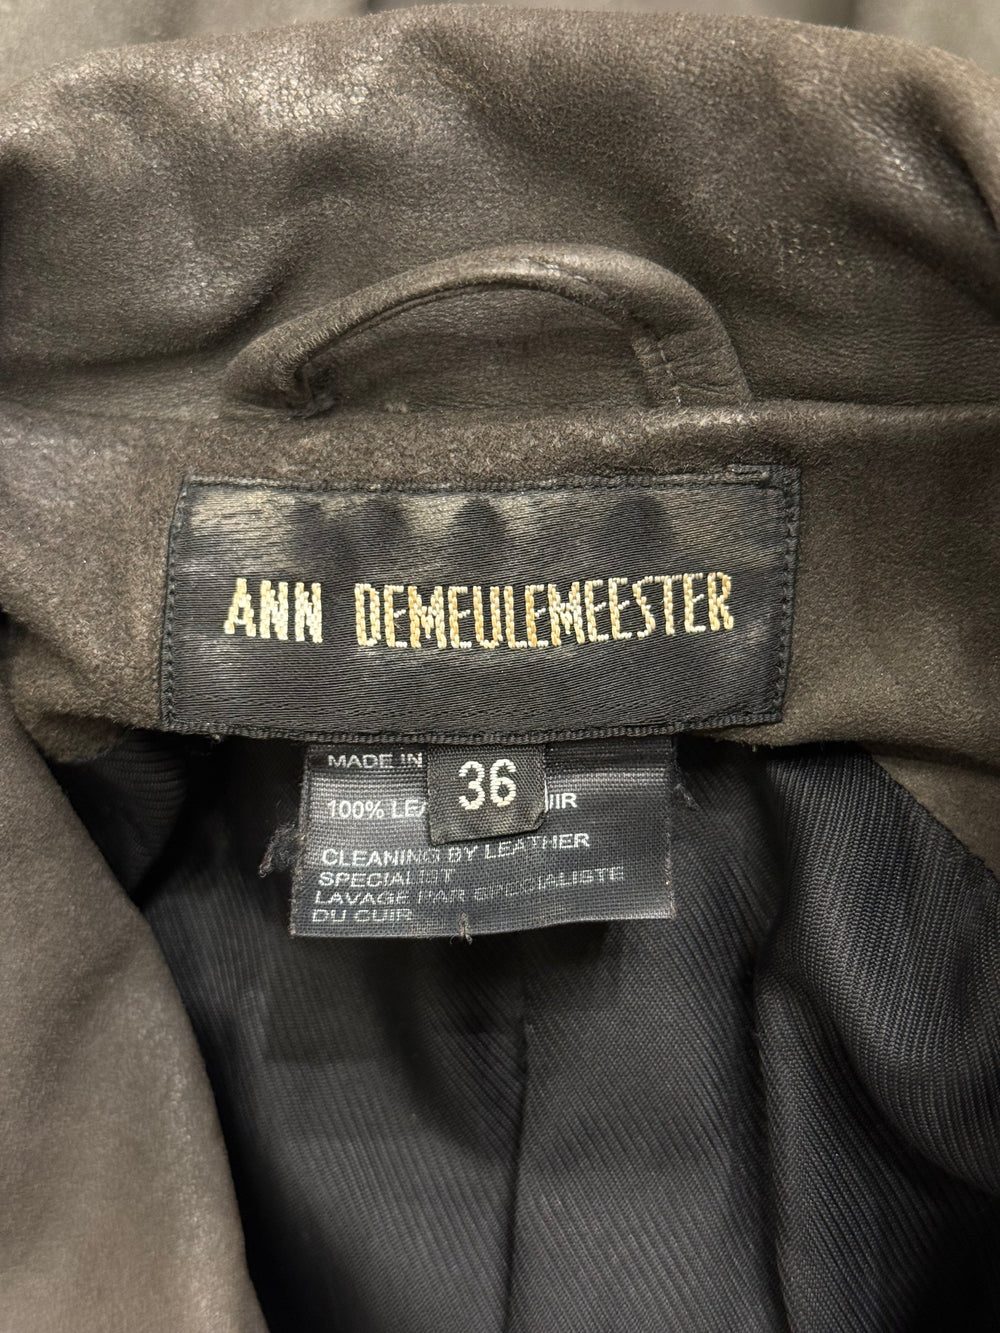 ANN DEMEULEMEESTER
36
MADE IN
100% LEA UIR
CLEANING BY LEATHER
SPECIALIST
LAVAGE PAR SPECIALISTE
DU CUIR